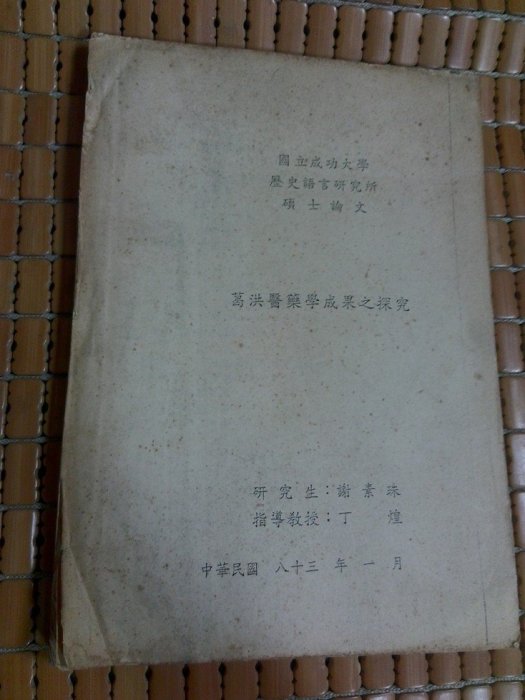 國立成功大學
歷史語言研究所
碩士論文
葛洪醫藥學成果之探究
研究生:謝素珠
指導教授:丁 煌
中華民國 八十三 年 一 月